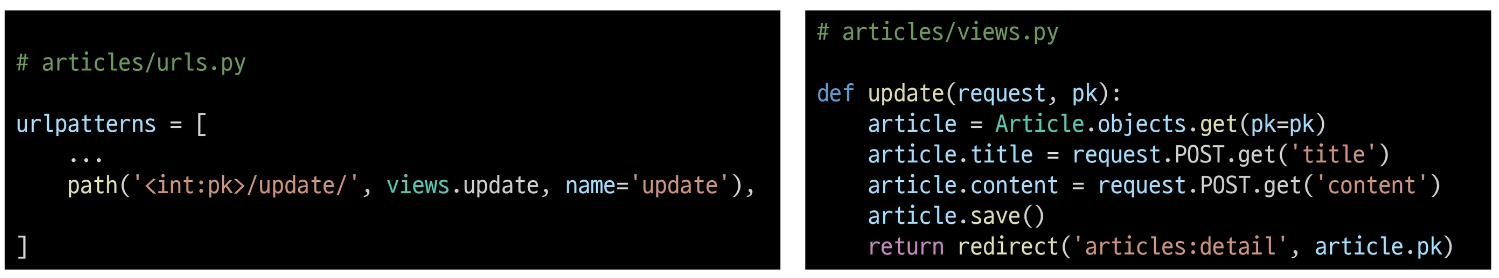 # articles/urls.py
urlpatterns = [
    ...
    path('<int:pk>/update/', views.update, name='update'),
]
# articles/views.py
def update(request, pk):
    article = Article.objects.get(pk=pk)
    article.title = request.POST.get('title')
    article.content = request.POST.get('content')
    article.save()
    return redirect('articles:detail', article.pk)